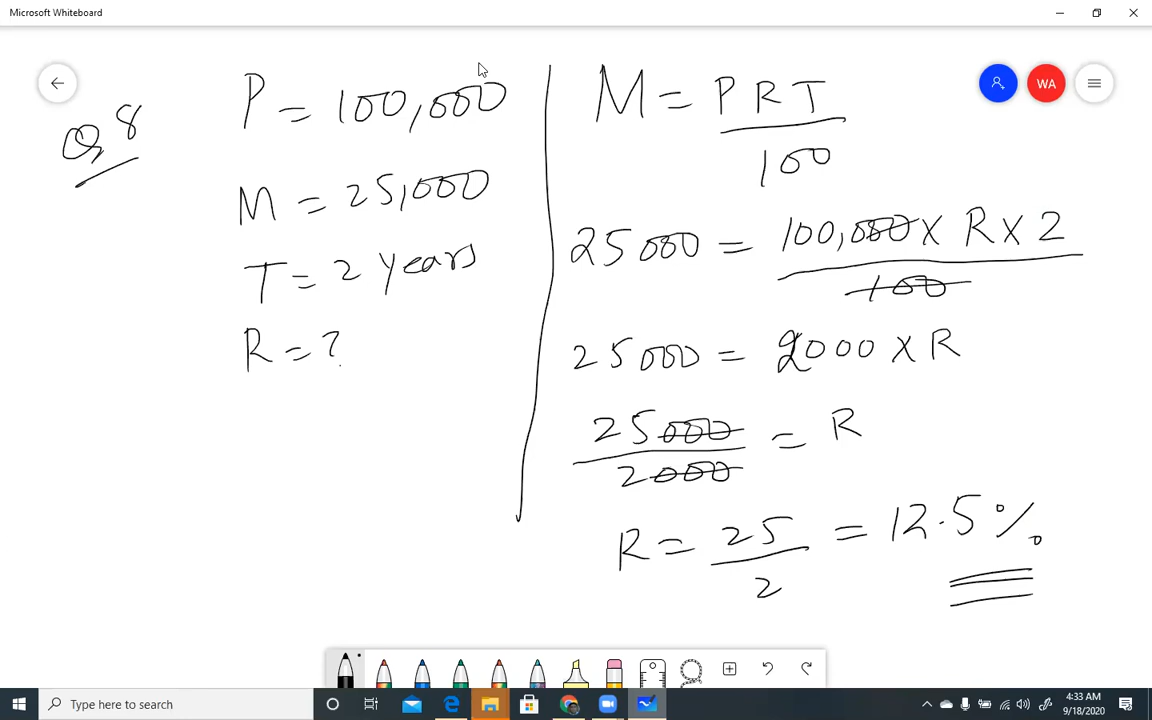 Microsoft Whiteboard
WA
Q 8
P = 100,000
M = 25,000
T = 2 years
R = ?
M = PRT
100
25000 = 100,000 X R X 2
100
25000 = 2000 X R
25000 = R
2000
R = 25 = 12.5%
2
Type here to search
4:33 AM
9/18/2020